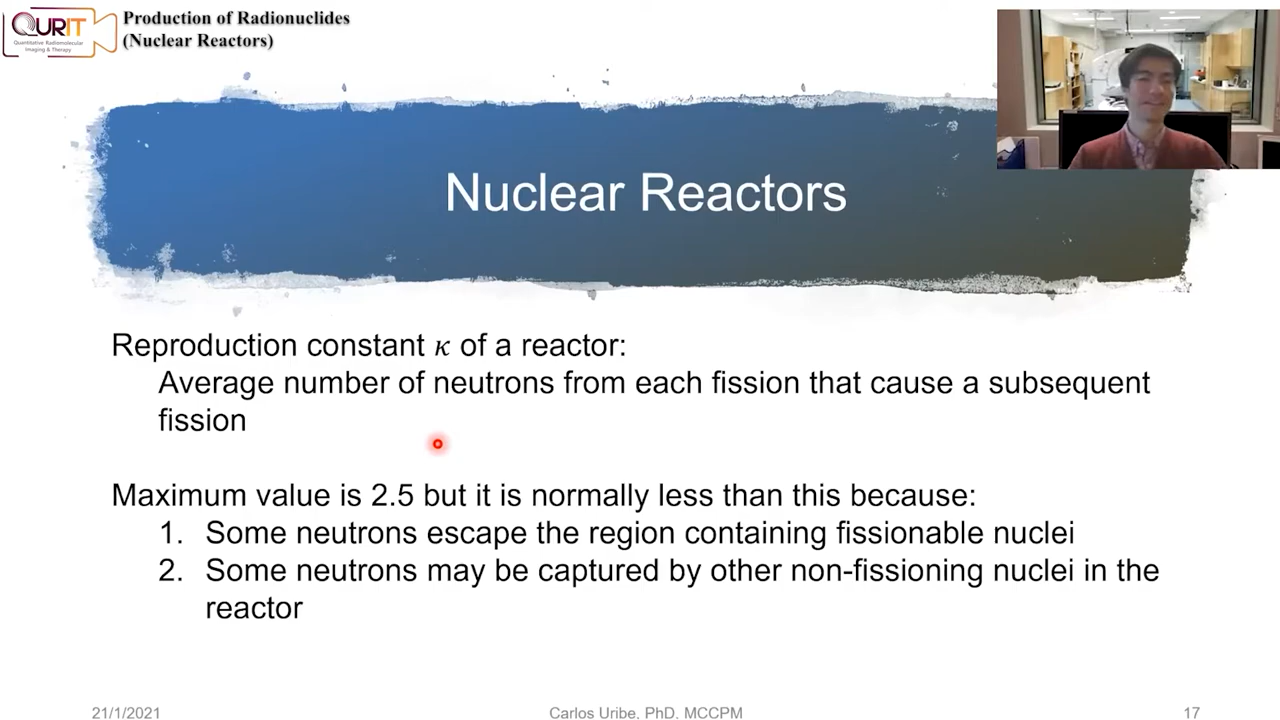 QURIT
Quantitative Radiomolecular
Imaging & Therapy
Production of Radionuclides
(Nuclear Reactors)
Nuclear Reactors
Reproduction constant κ of a reactor:
Average number of neutrons from each fission that cause a subsequent
fission
Maximum value is 2.5 but it is normally less than this because:
1. Some neutrons escape the region containing fissionable nuclei
2. Some neutrons may be captured by other non-fissioning nuclei in the
reactor
21/1/2021
Carlos Uribe, PhD, MCCPM
17